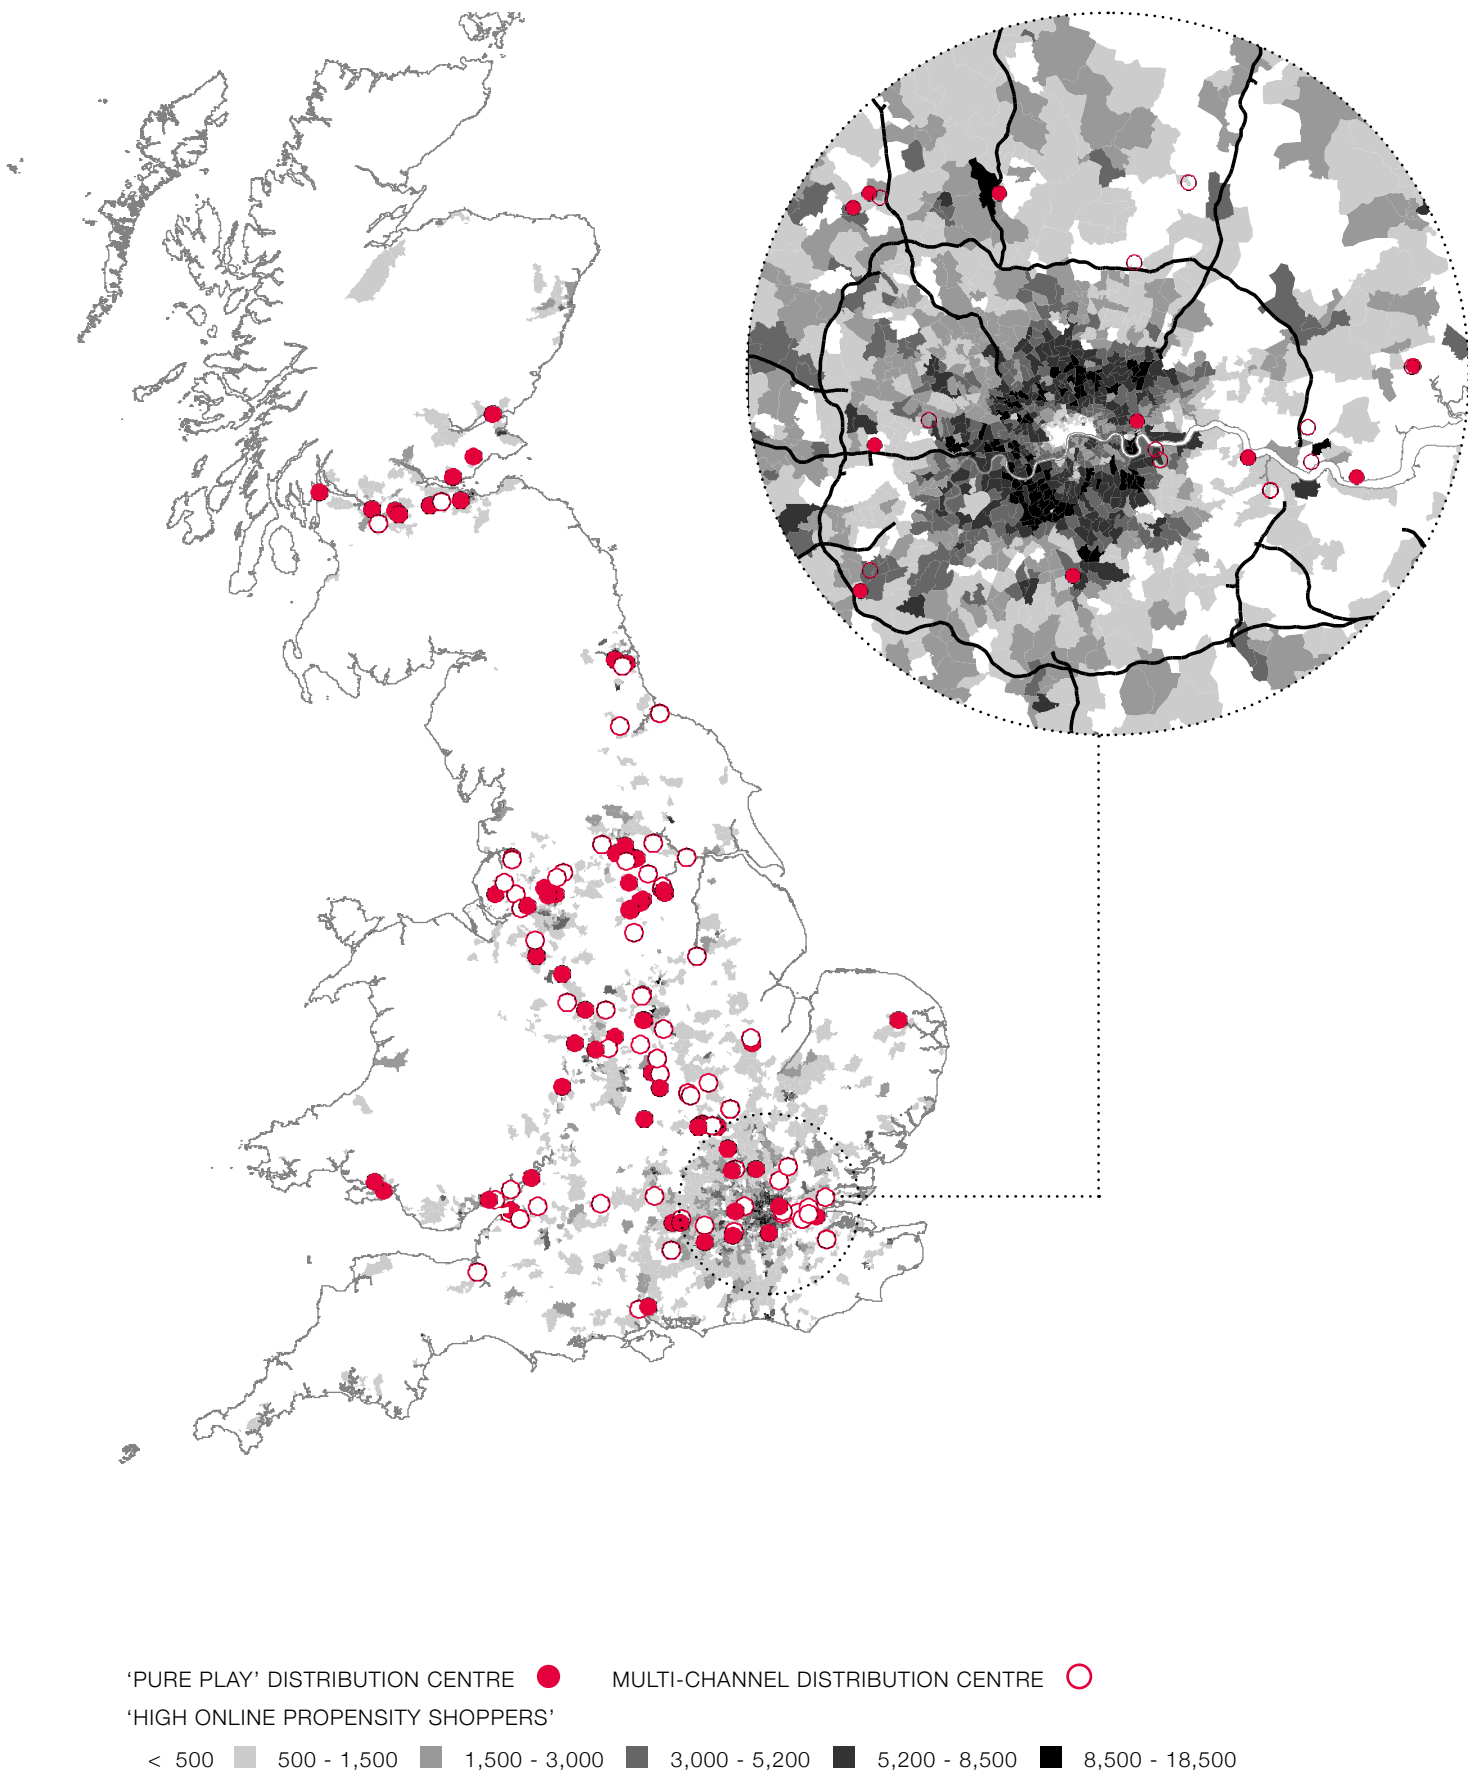 ‘PURE PLAY’ DISTRIBUTION CENTRE MULTI-CHANNEL DISTRIBUTION CENTRE
‘HIGH ONLINE PROPENSITY SHOPPERS’
< 500 500 - 1,500 1,500 - 3,000 3,000 - 5,200 5,200 - 8,500 8,500 - 18,500